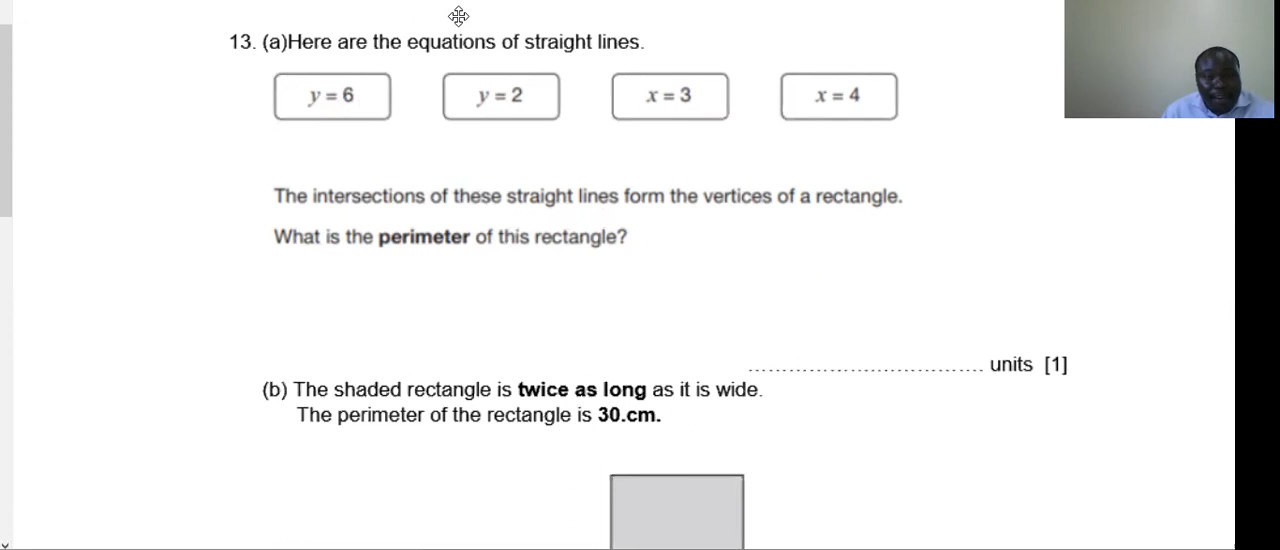 13. (a)Here are the equations of straight lines.
y = 6 y = 2 x = 3 x = 4
The intersections of these straight lines form the vertices of a rectangle.
What is the perimeter of this rectangle?
.................................. units [1]
(b) The shaded rectangle is twice as long as it is wide.
The perimeter of the rectangle is 30.cm.